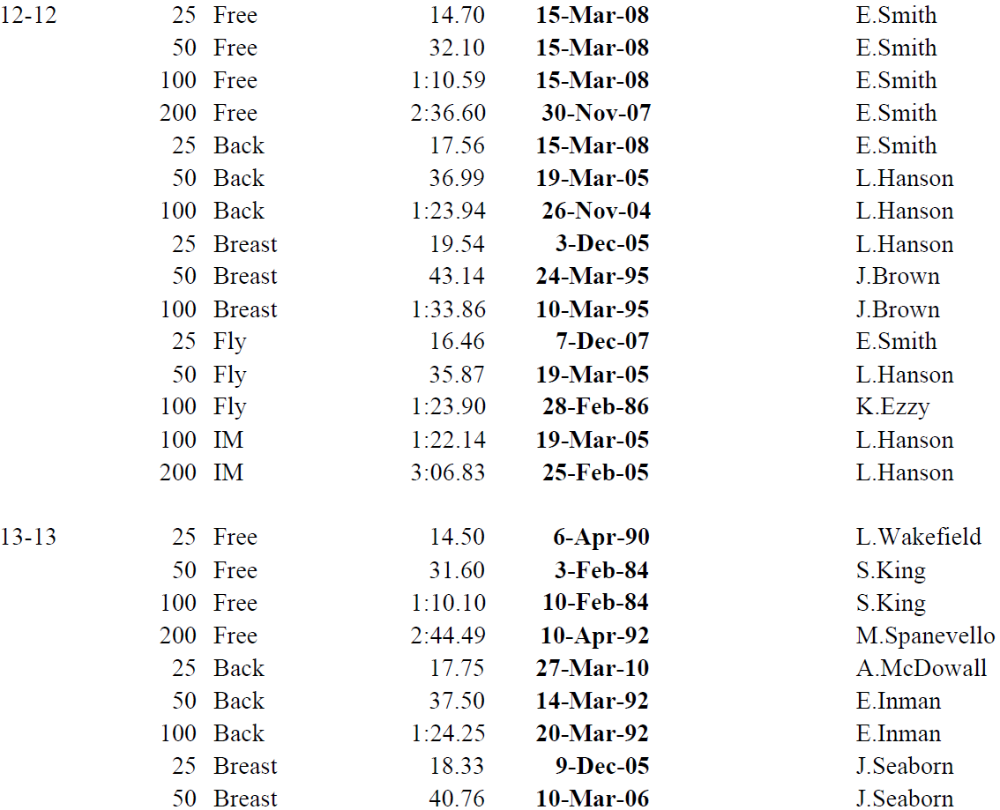 12-12 25 Free 14.70 15-Mar-08 E.Smith
50 Free 32.10 15-Mar-08 E.Smith
100 Free 1:10.59 15-Mar-08 E.Smith
200 Free 2:36.60 30-Nov-07 E.Smith
25 Back 17.56 15-Mar-08 E.Smith
50 Back 36.99 19-Mar-05 L.Hanson
100 Back 1:23.94 26-Nov-04 L.Hanson
25 Breast 19.54 3-Dec-05 L.Hanson
50 Breast 43.14 24-Mar-95 J.Brown
100 Breast 1:33.86 10-Mar-95 J.Brown
25 Fly 16.46 7-Dec-07 E.Smith
50 Fly 35.87 19-Mar-05 L.Hanson
100 Fly 1:23.90 28-Feb-86 K.Ezzy
100 IM 1:22.14 19-Mar-05 L.Hanson
200 IM 3:06.83 25-Feb-05 L.Hanson
13-13 25 Free 14.50 6-Apr-90 L.Wakefield
50 Free 31.60 3-Feb-84 S.King
100 Free 1:10.10 10-Feb-84 S.King
200 Free 2:44.49 10-Apr-92 M.Spanevello
25 Back 17.75 27-Mar-10 A.McDowall
50 Back 37.50 14-Mar-92 E.Inman
100 Back 1:24.25 20-Mar-92 E.Inman
25 Breast 18.33 9-Dec-05 J.Seaborn
50 Breast 40.76 10-Mar-06 J.Seaborn